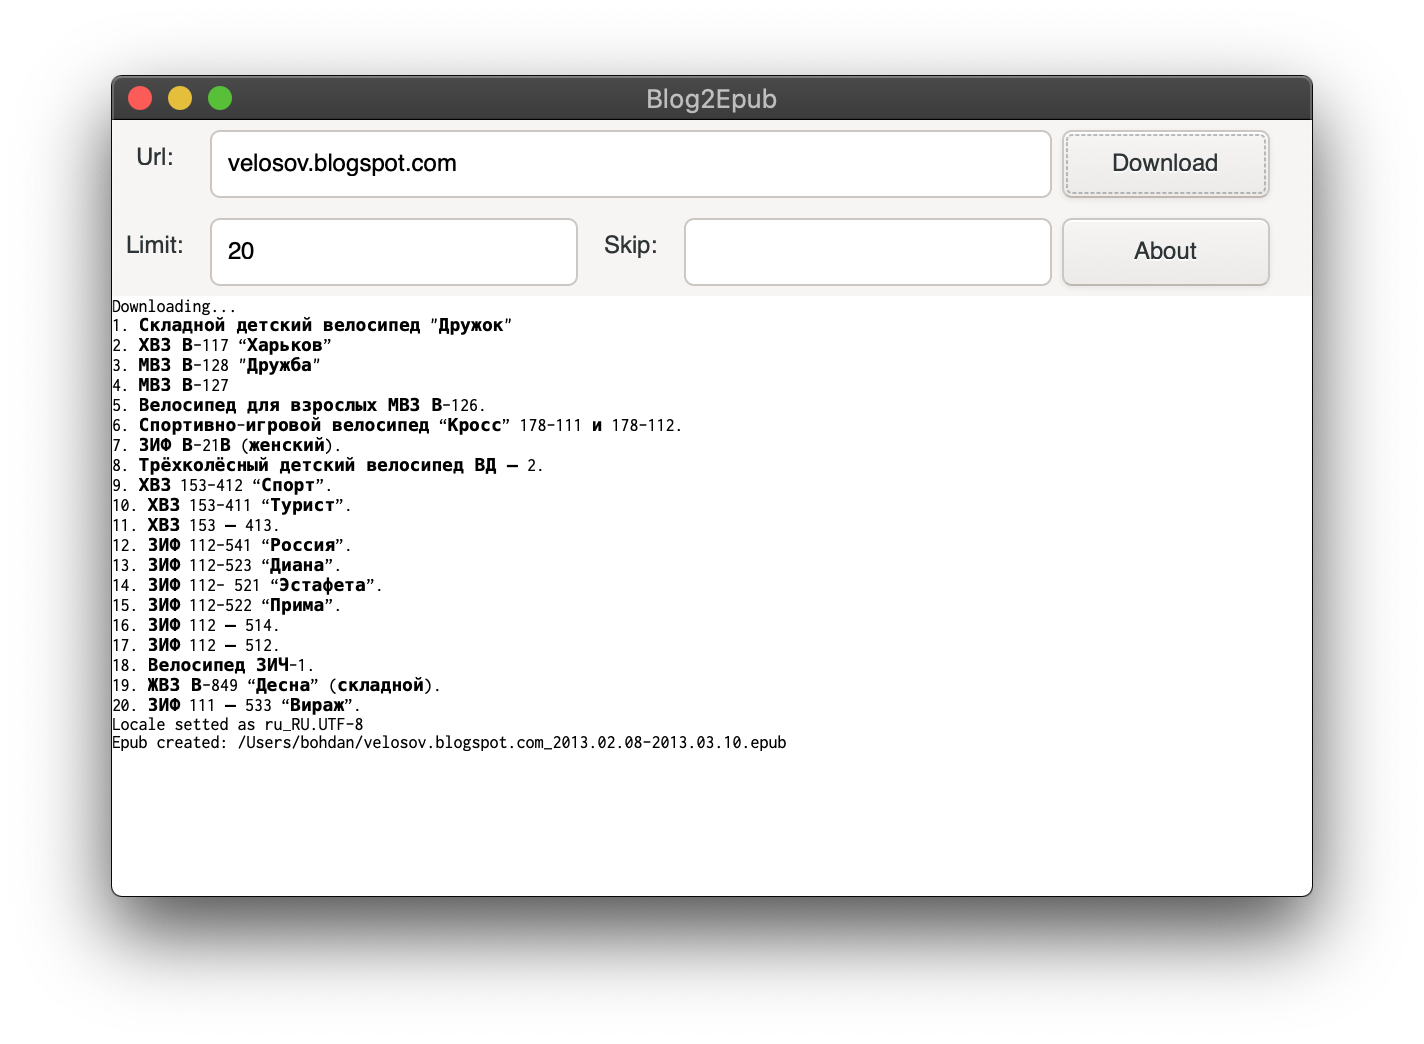 Blog2Epub
Url: velosov.blogspot.com Download
Limit: 20 Skip: About
Downloading...
1. Складной детский велосипед "Дружок"
2. ХВЗ В-117 “Харьков”
3. МВЗ В-128 "Дружба"
4. МВЗ В-127
5. Велосипед для взрослых МВЗ В-126.
6. Спортивно-игровой велосипед “Кросс” 178-111 и 178-112.
7. ЗИФ В-21В (женский).
8. Трёхколёсный детский велосипед ВД – 2.
9. ХВЗ 153-412 “Спорт”.
10. ХВЗ 153-411 “Турист”.
11. ХВЗ 153 – 413.
12. ЗИФ 112-541 “Россия”.
13. ЗИФ 112-523 “Диана”.
14. ЗИФ 112- 521 “Эстафета”.
15. ЗИФ 112-522 “Прима”.
16. ЗИФ 112 – 514.
17. ЗИФ 112 – 512.
18. Велосипед ЗИЧ-1.
19. ЖВЗ В-849 “Десна” (складной).
20. ЗИФ 111 – 533 “Вираж”.
Locale setted as ru_RU.UTF-8
Epub created: /Users/bohdan/velosov.blogspot.com_2013.02.08-2013.03.10.epub